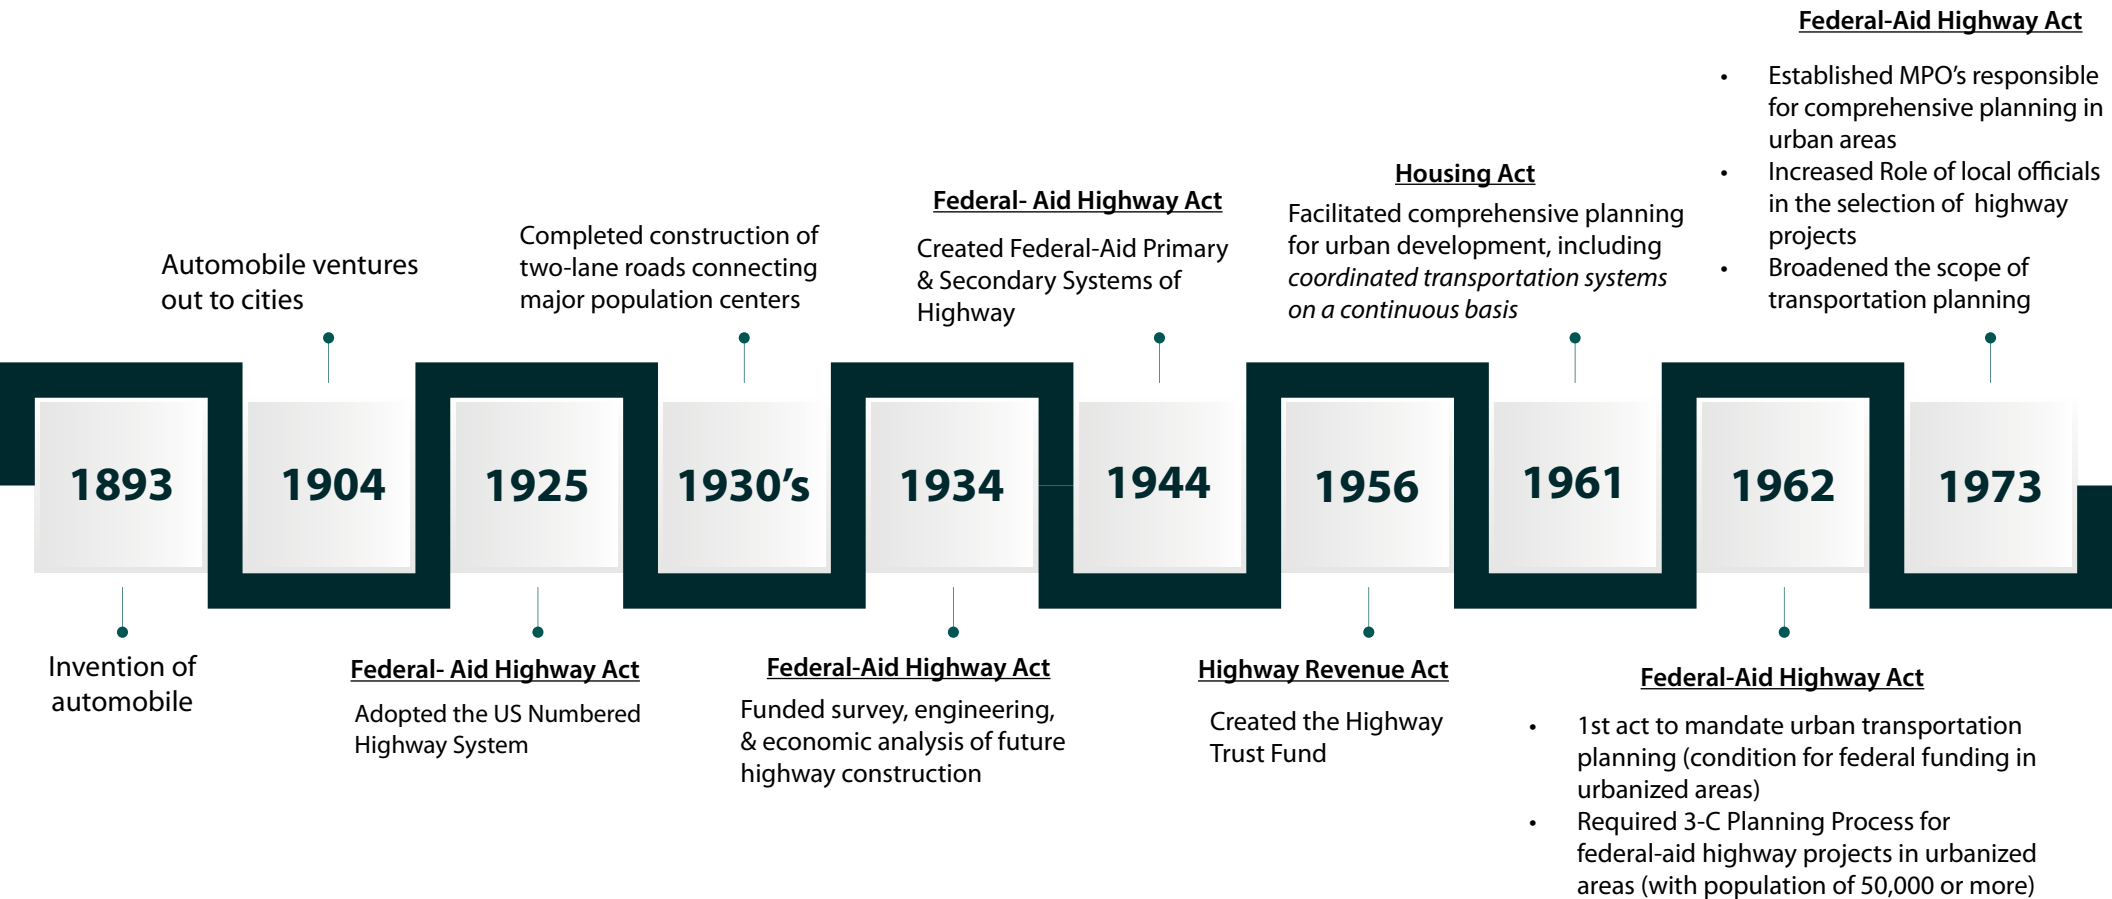 1893
Invention of
automobile
1904
Automobile ventures
out to cities
1925
Federal- Aid Highway Act
Adopted the US Numbered
Highway System
1930’s
Completed construction of
two-lane roads connecting
major population centers
1934
Federal-Aid Highway Act
Funded survey, engineering,
& economic analysis of future
highway construction
1944
Federal- Aid Highway Act
Created Federal-Aid Primary
& Secondary Systems of
Highway
1956
Highway Revenue Act
Created the Highway
Trust Fund
1961
Housing Act
Facilitated comprehensive planning
for urban development, including
coordinated transportation systems
on a continuous basis
1962
Federal-Aid Highway Act
• 1st act to mandate urban transportation
planning (condition for federal funding in
urbanized areas)
• Required 3-C Planning Process for
federal-aid highway projects in urbanized
areas (with population of 50,000 or more)
1973
Federal-Aid Highway Act
• Established MPO’s responsible
for comprehensive planning in
urban areas
• Increased Role of local officials
in the selection of highway
projects
• Broadened the scope of
transportation planning